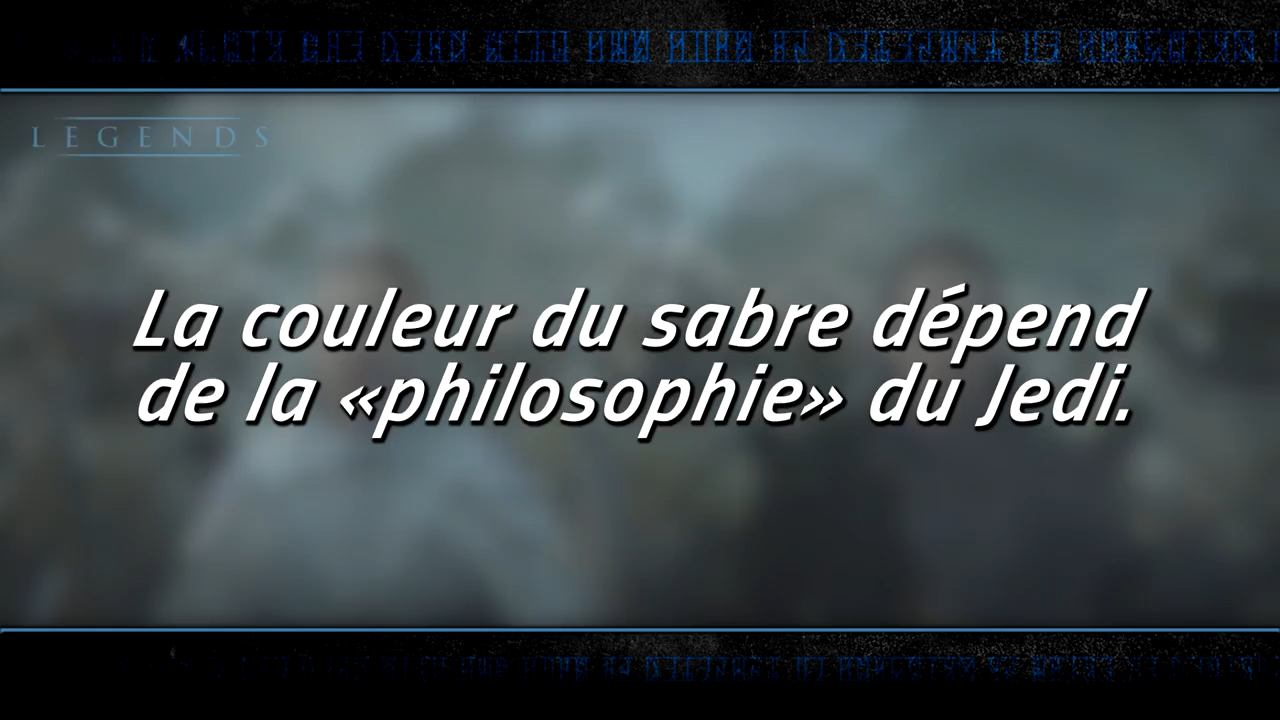 LEGENDS
La couleur du sabre dépend
de la «philosophie» du Jedi.